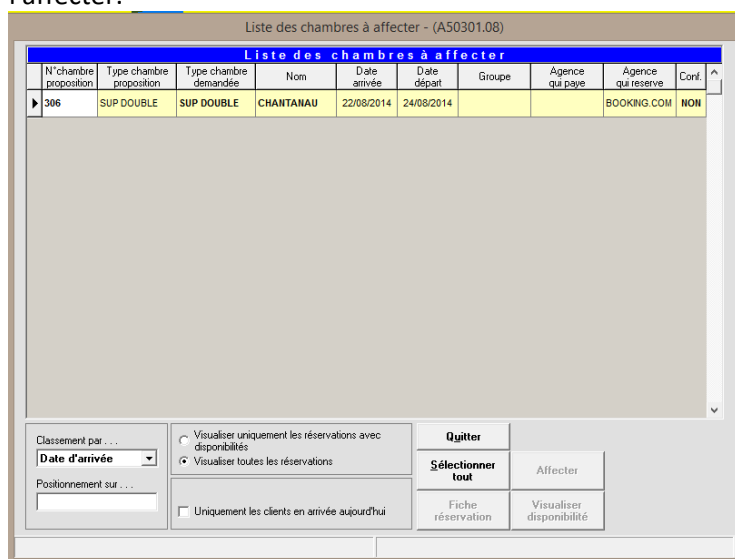 l'affecter.
Liste des chambres à affecter - (A50301.08)
Liste des chambres à affecter
N°chambre proposition Type chambre proposition Type chambre demandée Nom Date arrivée Date départ Groupe Agence qui paye Agence qui reserve Conf.
306 SUP DOUBLE SUP DOUBLE CHANTANAU 22/08/2014 24/08/2014 BOOKING.COM NON
Classement par . . .
Date d'arrivée
Positionnement sur . . .
Visualiser uniquement les réservations avec
disponibilités
Visualiser toutes les réservations
Uniquement les clients en arrivée aujourd'hui
Quitter
Sélectionner
tout
Affecter
Fiche
réservation
Visualiser
disponibilité